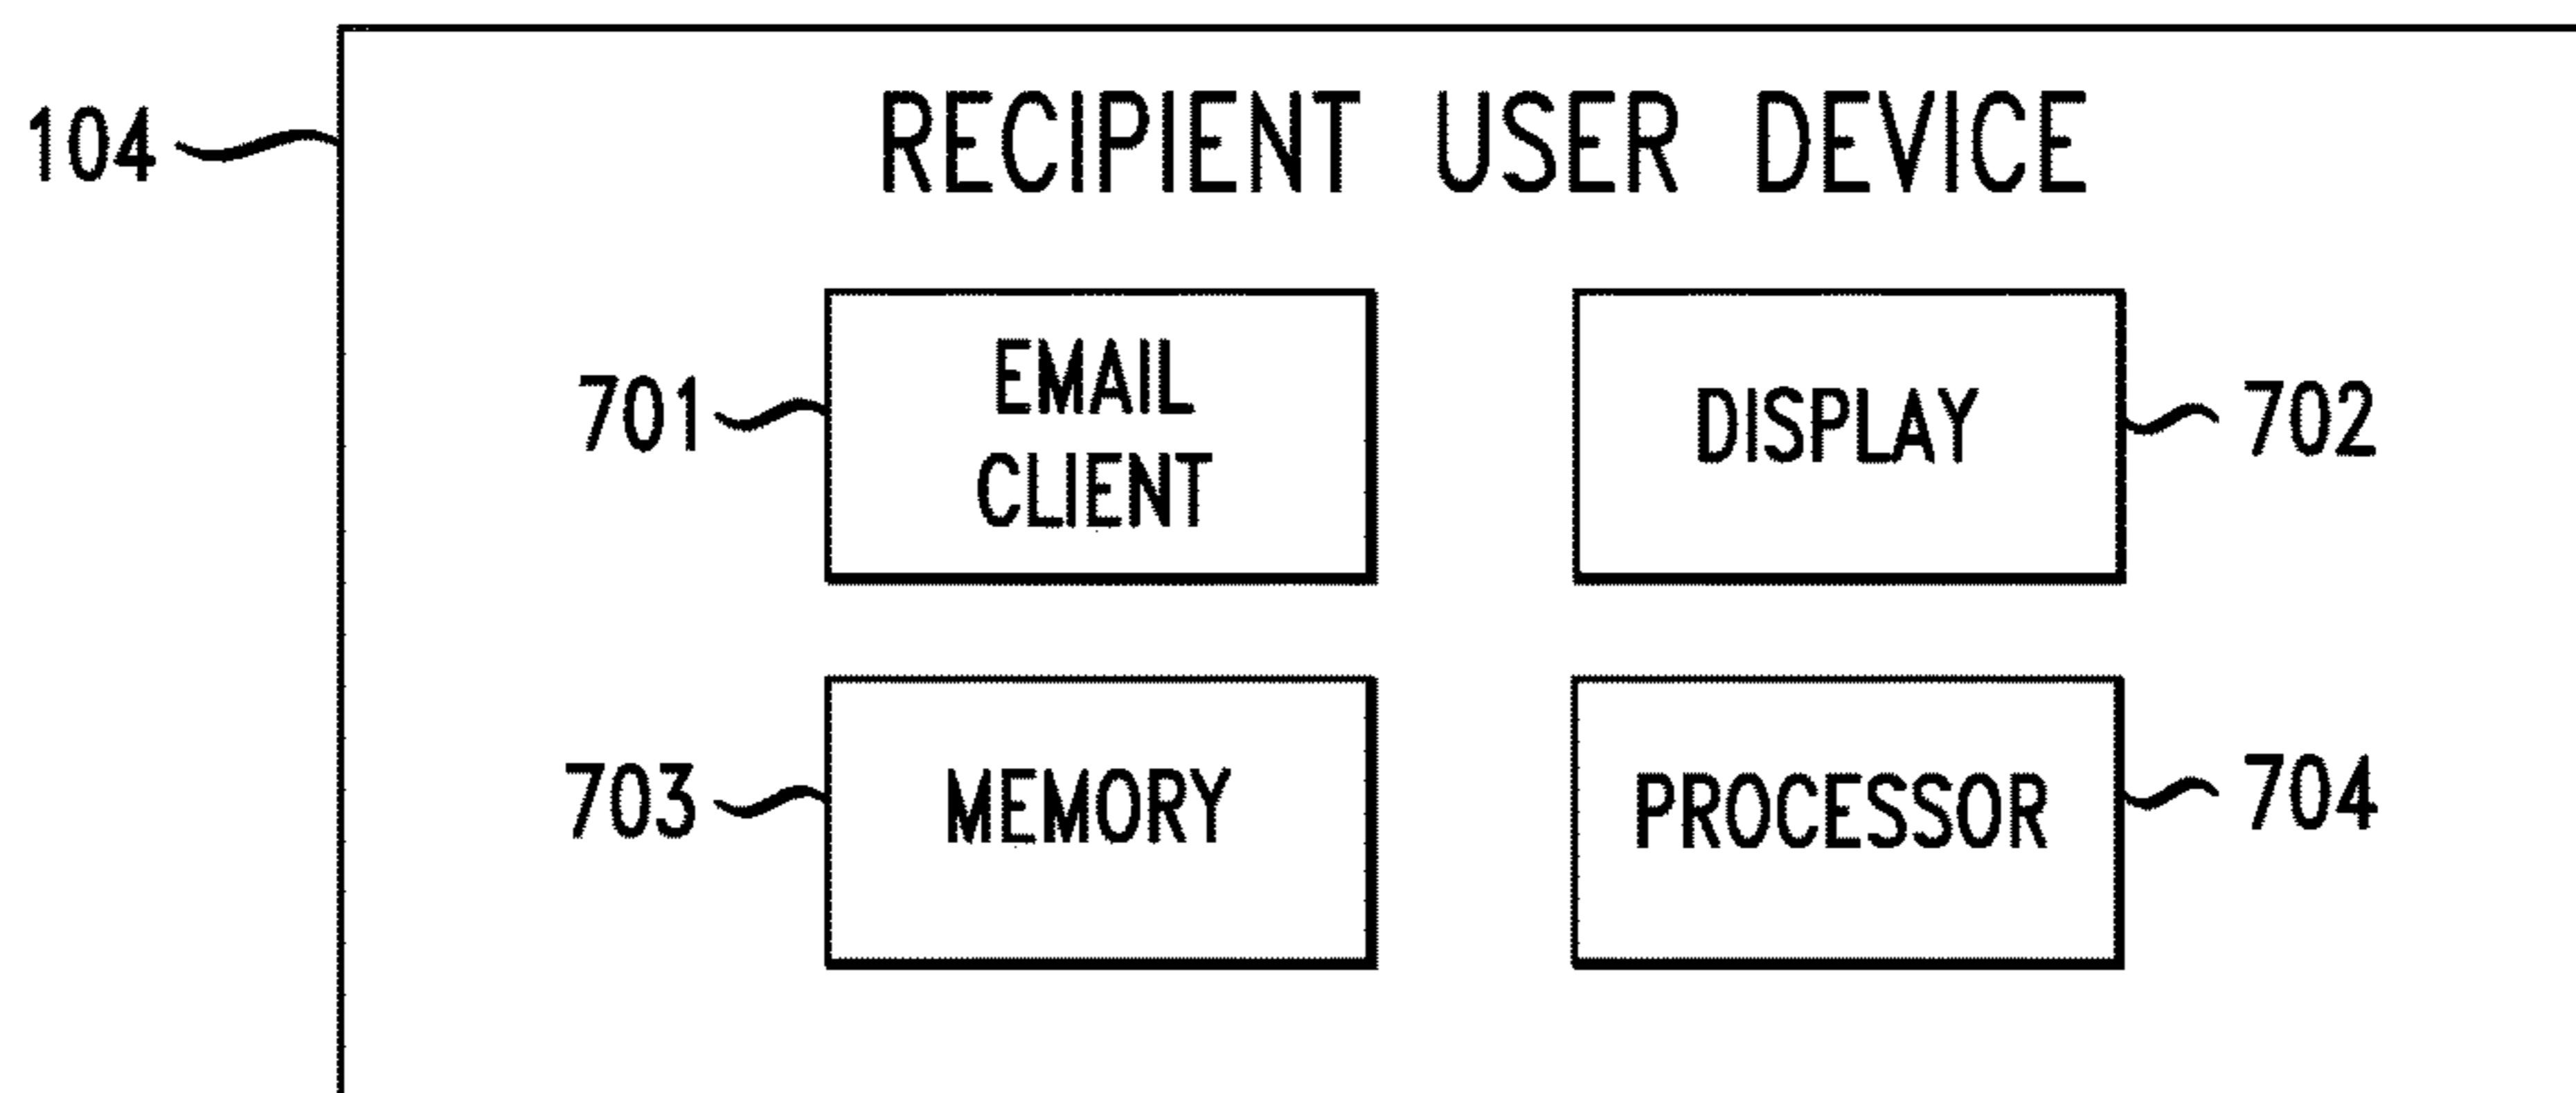 104
RECIPIENT USER DEVICE
701
EMAIL
CLIENT
DISPLAY
702
703
MEMORY
PROCESSOR
704